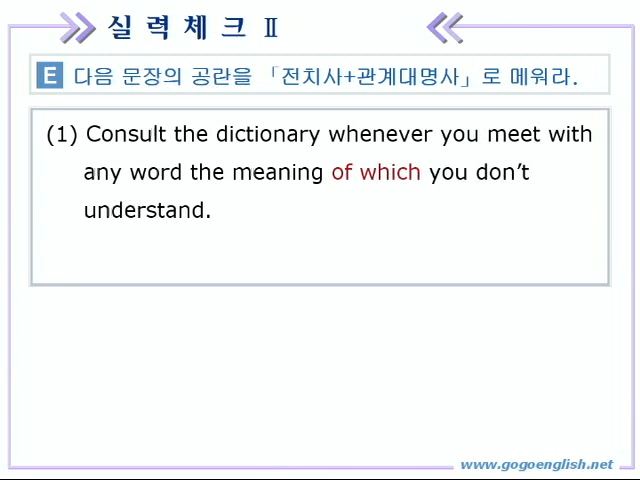 실 력 체 크 Ⅱ
E 다음 문장의 공란을 「전치사+관계대명사」로 메워라.
(1) Consult the dictionary whenever you meet with
any word the meaning of which you don’t
understand.
www.gogoenglish.net